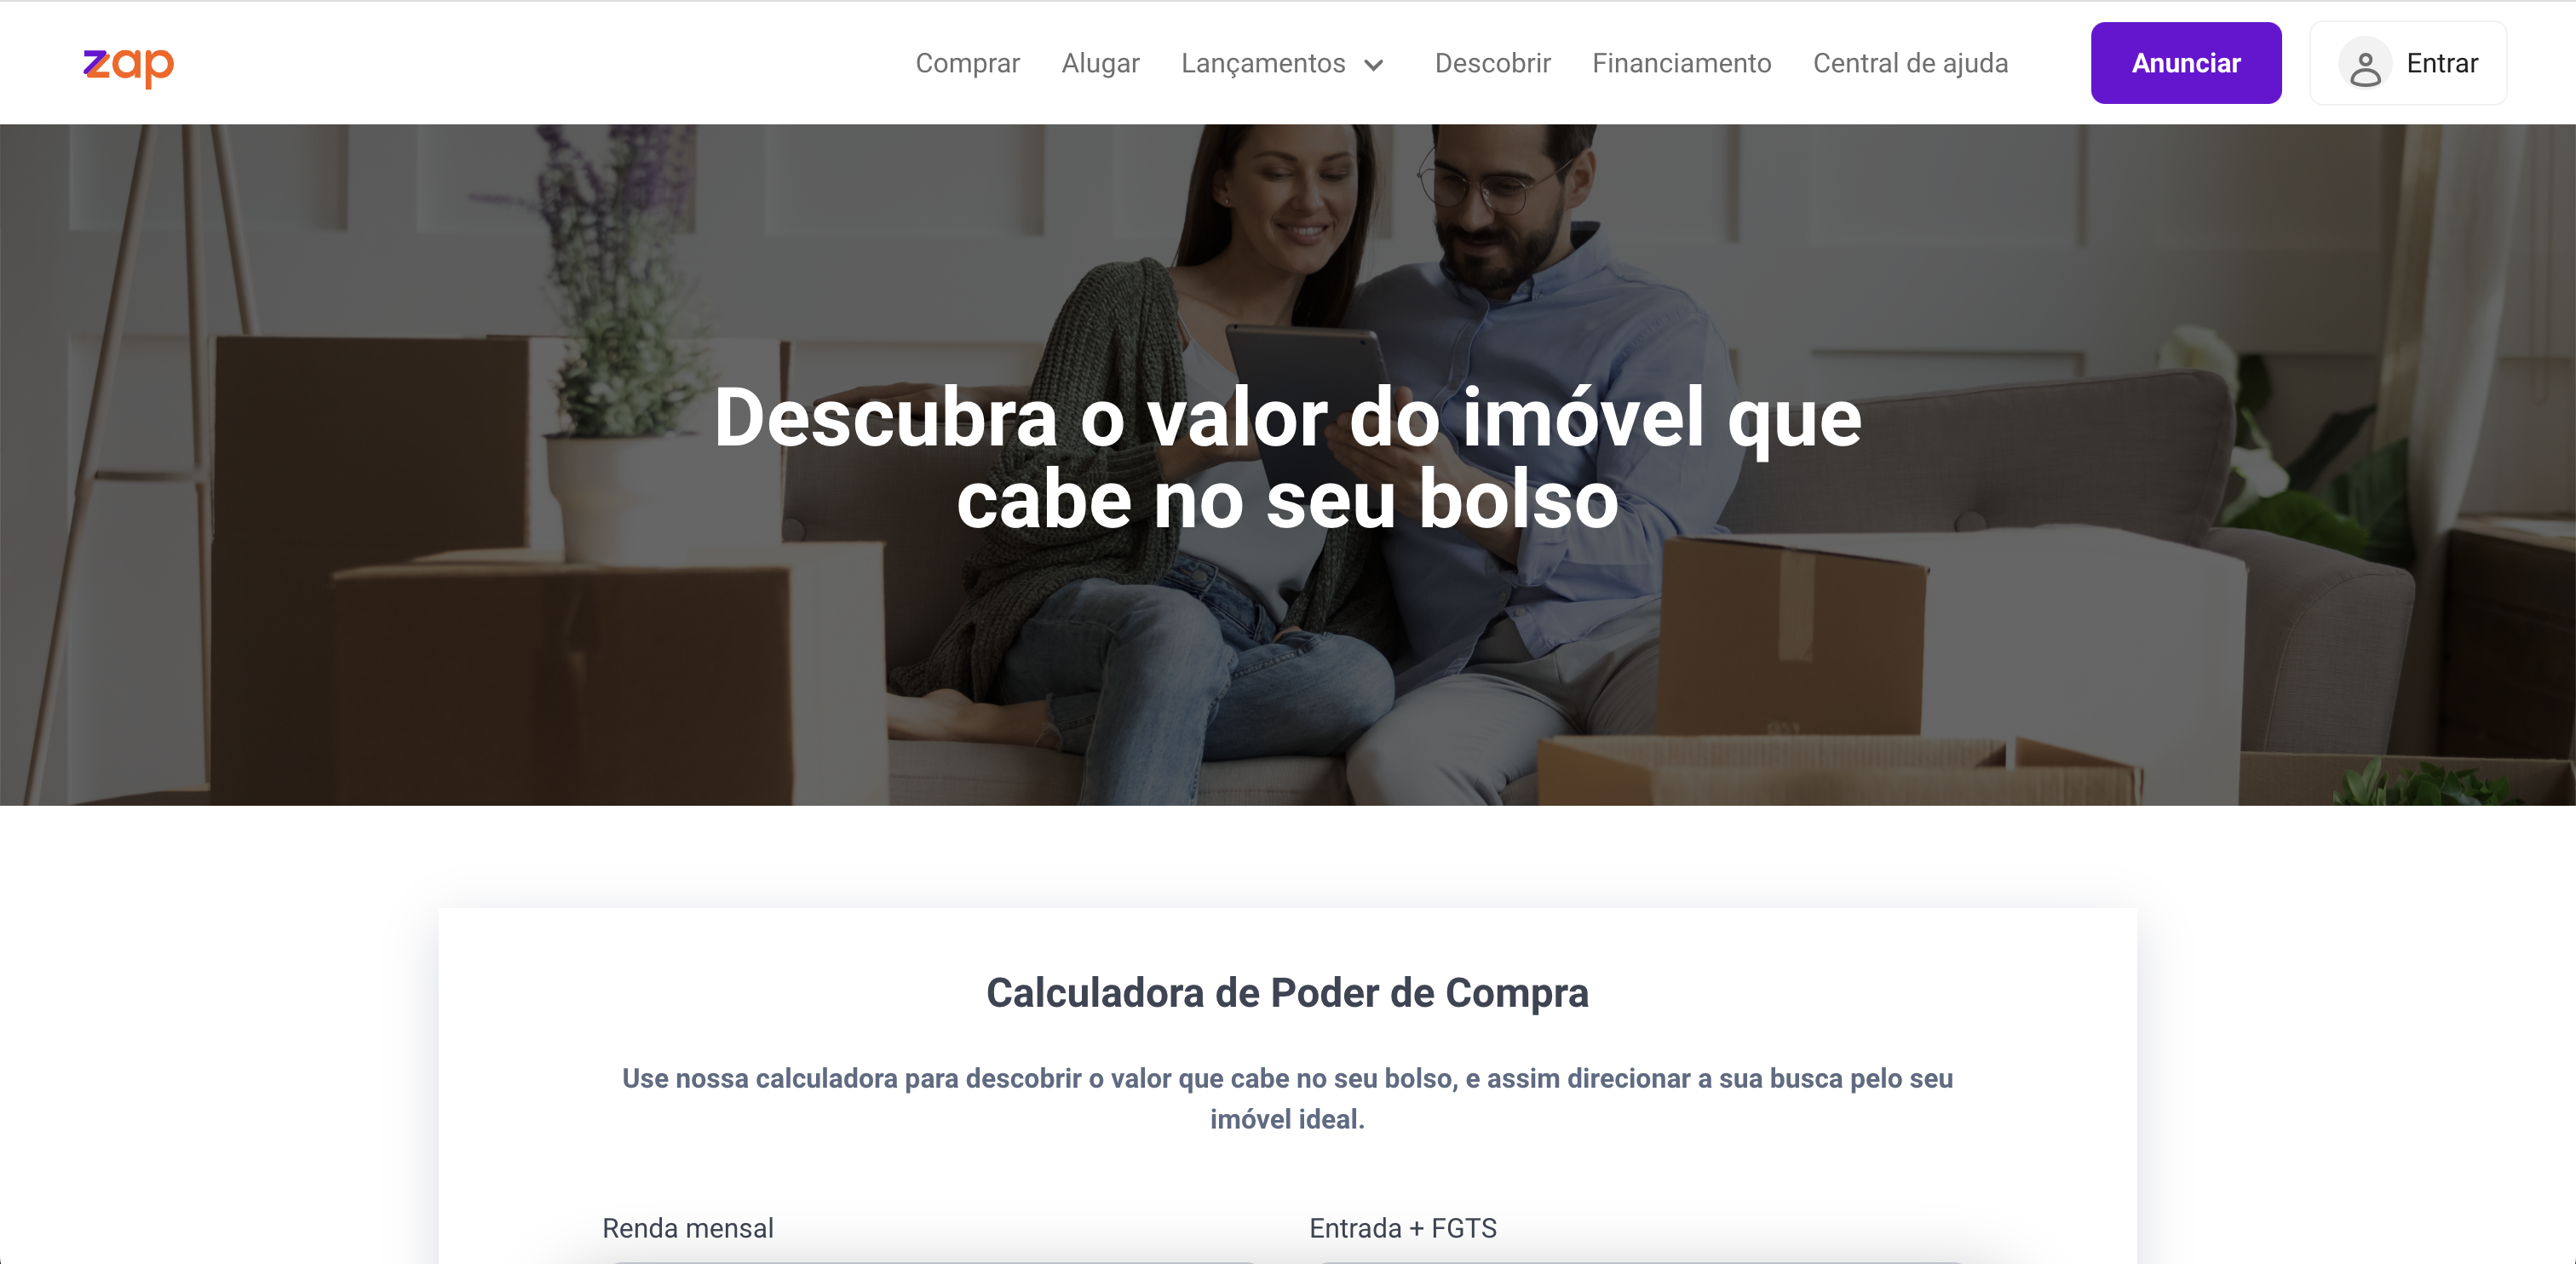 zap
Comprar Alugar Lançamentos Descobrir Financiamento Central de ajuda Anunciar Entrar
Descubra o valor do imóvel que
cabe no seu bolso
Calculadora de Poder de Compra
Use nossa calculadora para descobrir o valor que cabe no seu bolso, e assim direcionar a sua busca pelo seu
imóvel ideal.
Renda mensal
Entrada + FGTS